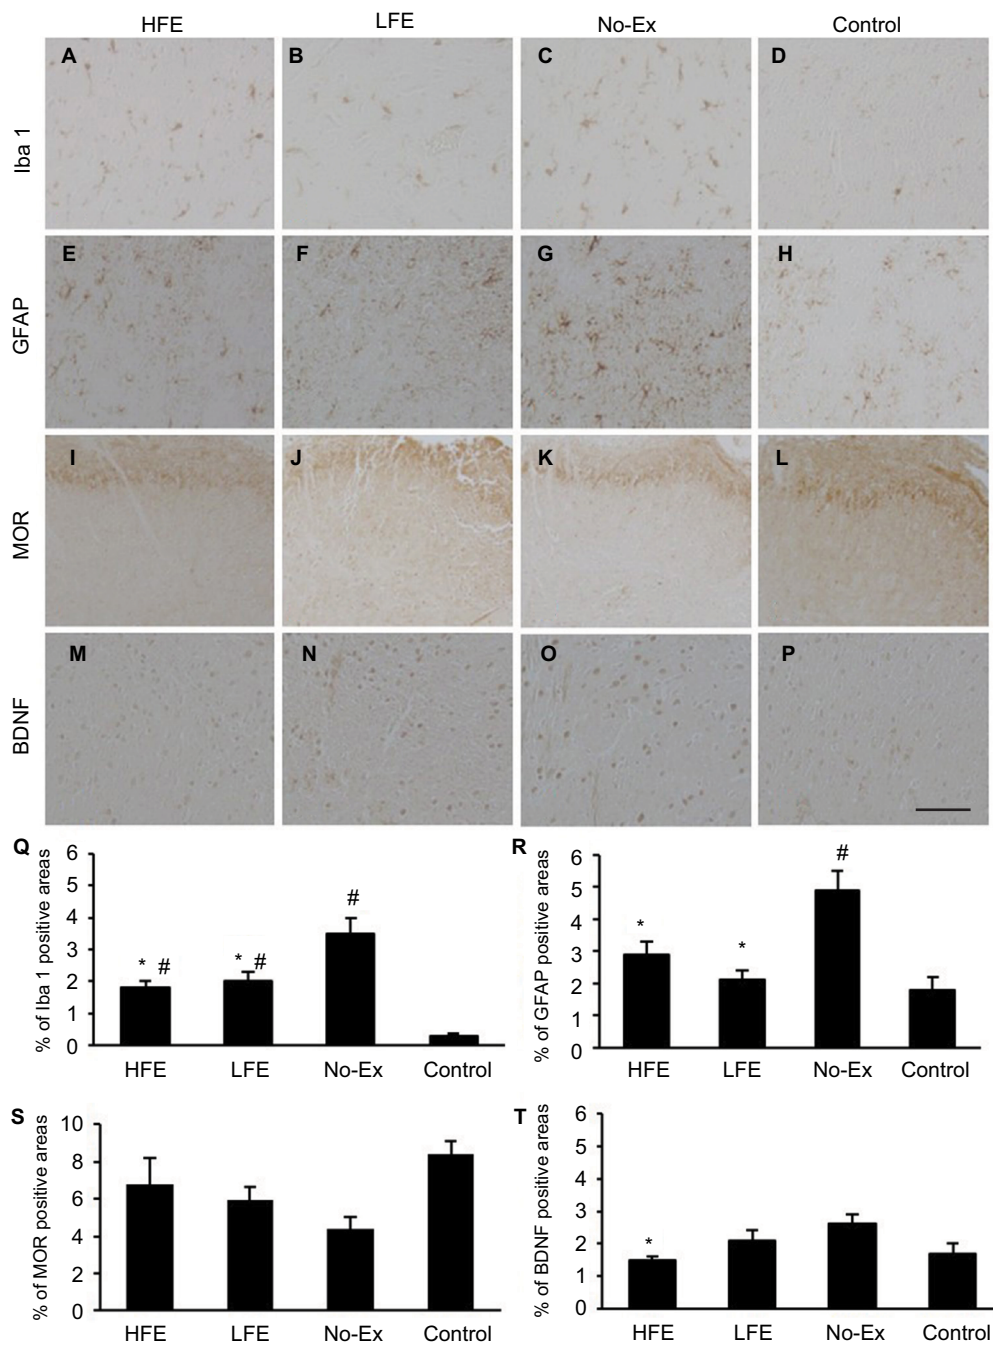 HFE LFE No-Ex Control
Iba 1
A B C D
GFAP
E F G H
MOR
I J K L
BDNF
M N O P
Q
% of Iba 1 positive areas
6
5
4
3
2
1
0
* # * # #
HFE LFE No-Ex Control
R
% of GFAP positive areas
6
5
4
3
2
1
0
* * #
HFE LFE No-Ex Control
S
% of MOR positive areas
10
8
6
4
2
0
HFE LFE No-Ex Control
T
% of BDNF positive areas
6
5
4
3
2
1
0
*
HFE LFE No-Ex Control